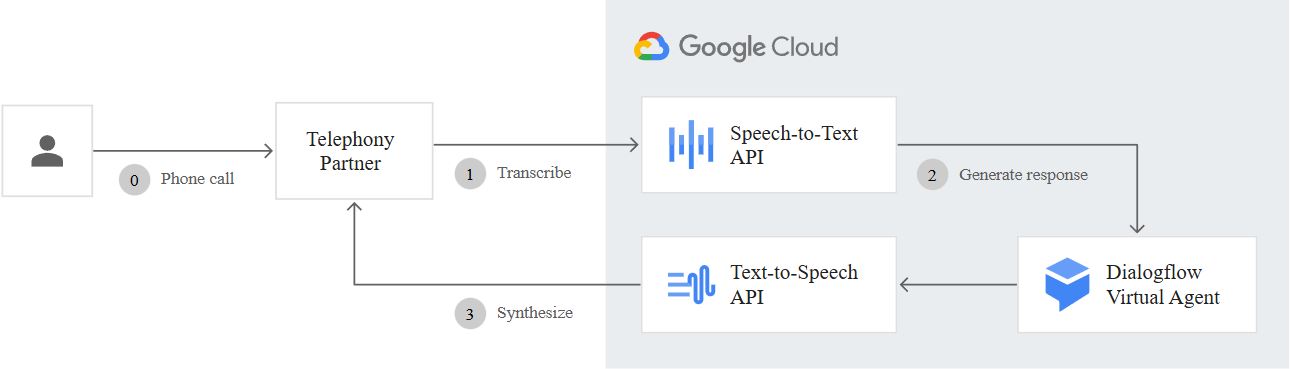 Google Cloud
Telephony
Partner
Speech-to-Text
API
0 Phone call
1 Transcribe
2 Generate response
Text-to-Speech
API
Dialogflow
Virtual Agent
3 Synthesize